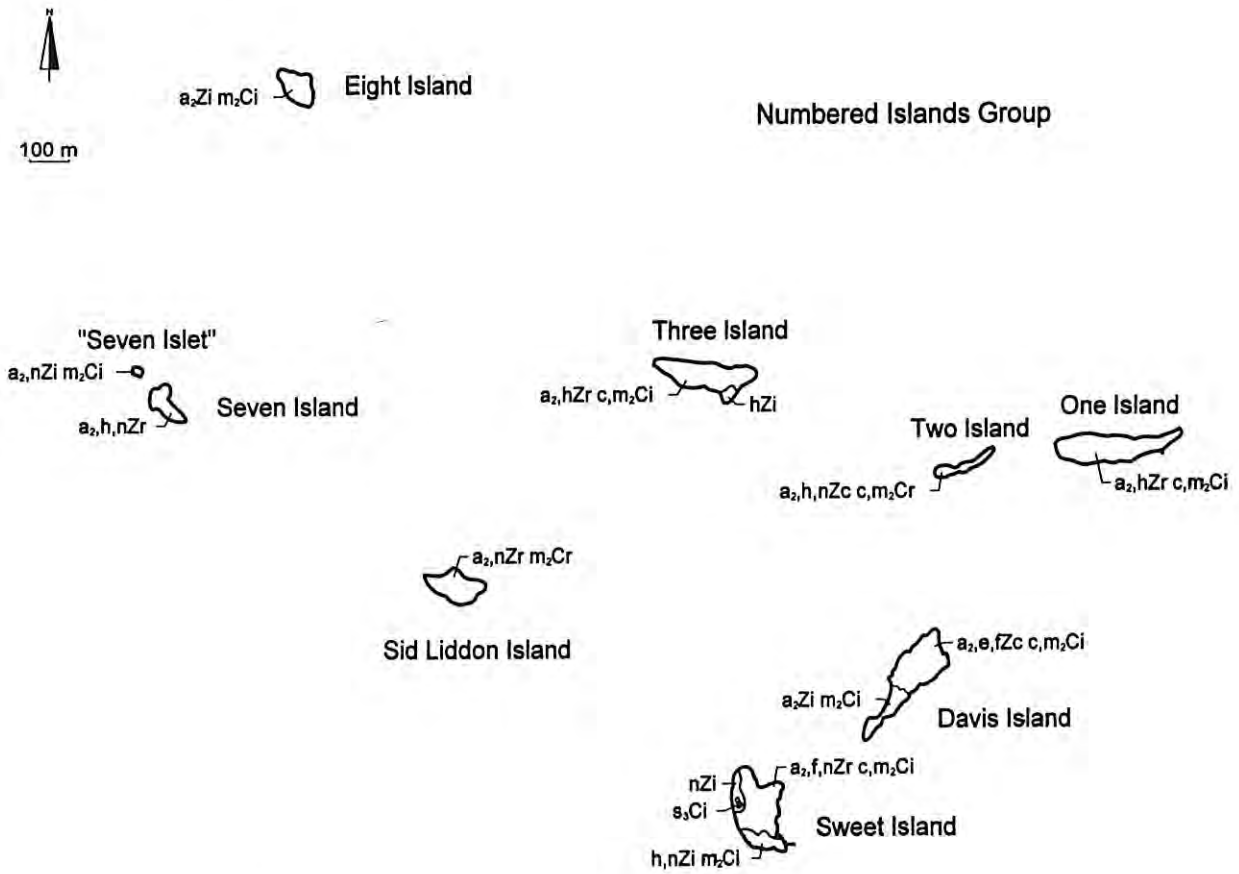 N
Eight Island
a₂Zi m₂Ci
Numbered Islands Group
100 m
"Seven Islet"
a₂,nZi m₂Ci
Seven Island
a₂,h,nZr
Three Island
a₂,hZr c,m₂Ci
hZi
One Island
Two Island
a₂,h,nZc c,m₂Cr
a₂,hZr c,m₂Ci
a₂,nZr m₂Cr
Sid Liddon Island
a₂,e,fZc c,m₂Ci
a₂Zi m₂Ci
Davis Island
a₂,f,nZr c,m₂Ci
nZi
s₃Ci
Sweet Island
h,nZi m₂Ci